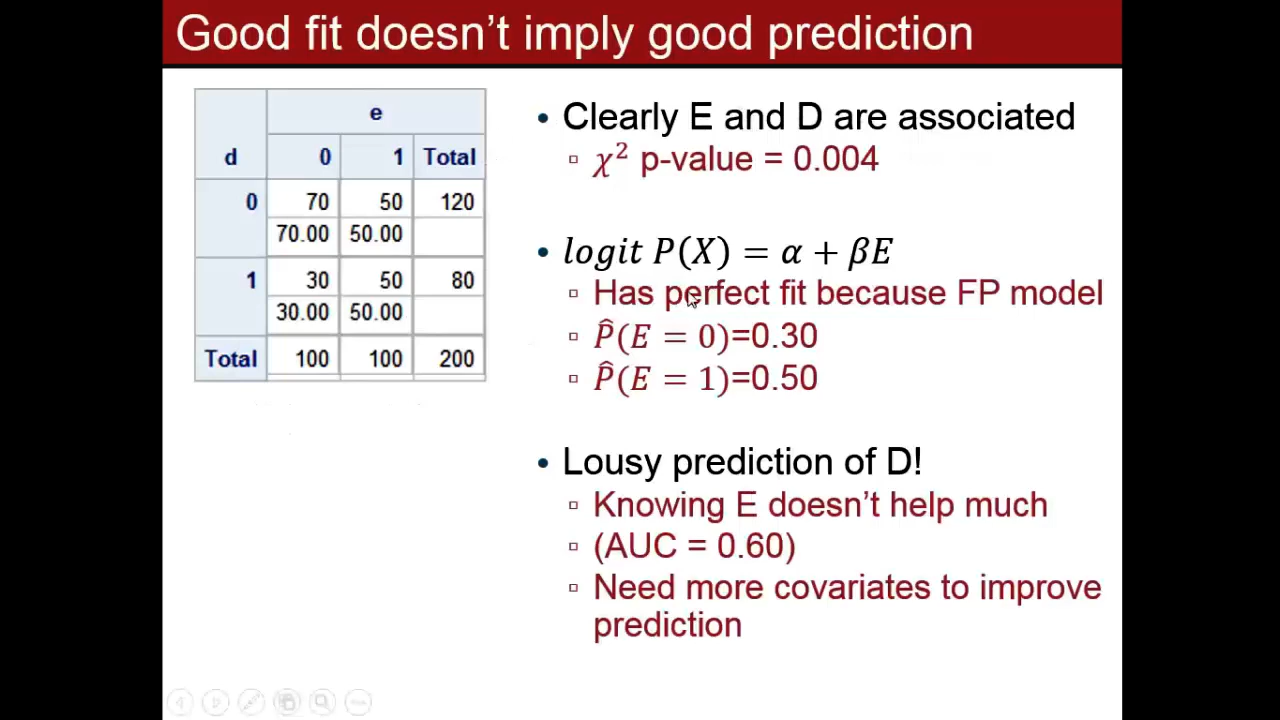 Good fit doesn't imply good prediction
e
d 0 1 Total
0 70 50 120
70.00 50.00
1 30 50 80
30.00 50.00
Total 100 100 200
• Clearly E and D are associated
▫ χ² p-value = 0.004
• logit P(X) = α + βE
▫ Has perfect fit because FP model
▫ P̂(E = 0)=0.30
▫ P̂(E = 1)=0.50
• Lousy prediction of D!
▫ Knowing E doesn't help much
▫ (AUC = 0.60)
▫ Need more covariates to improve
prediction